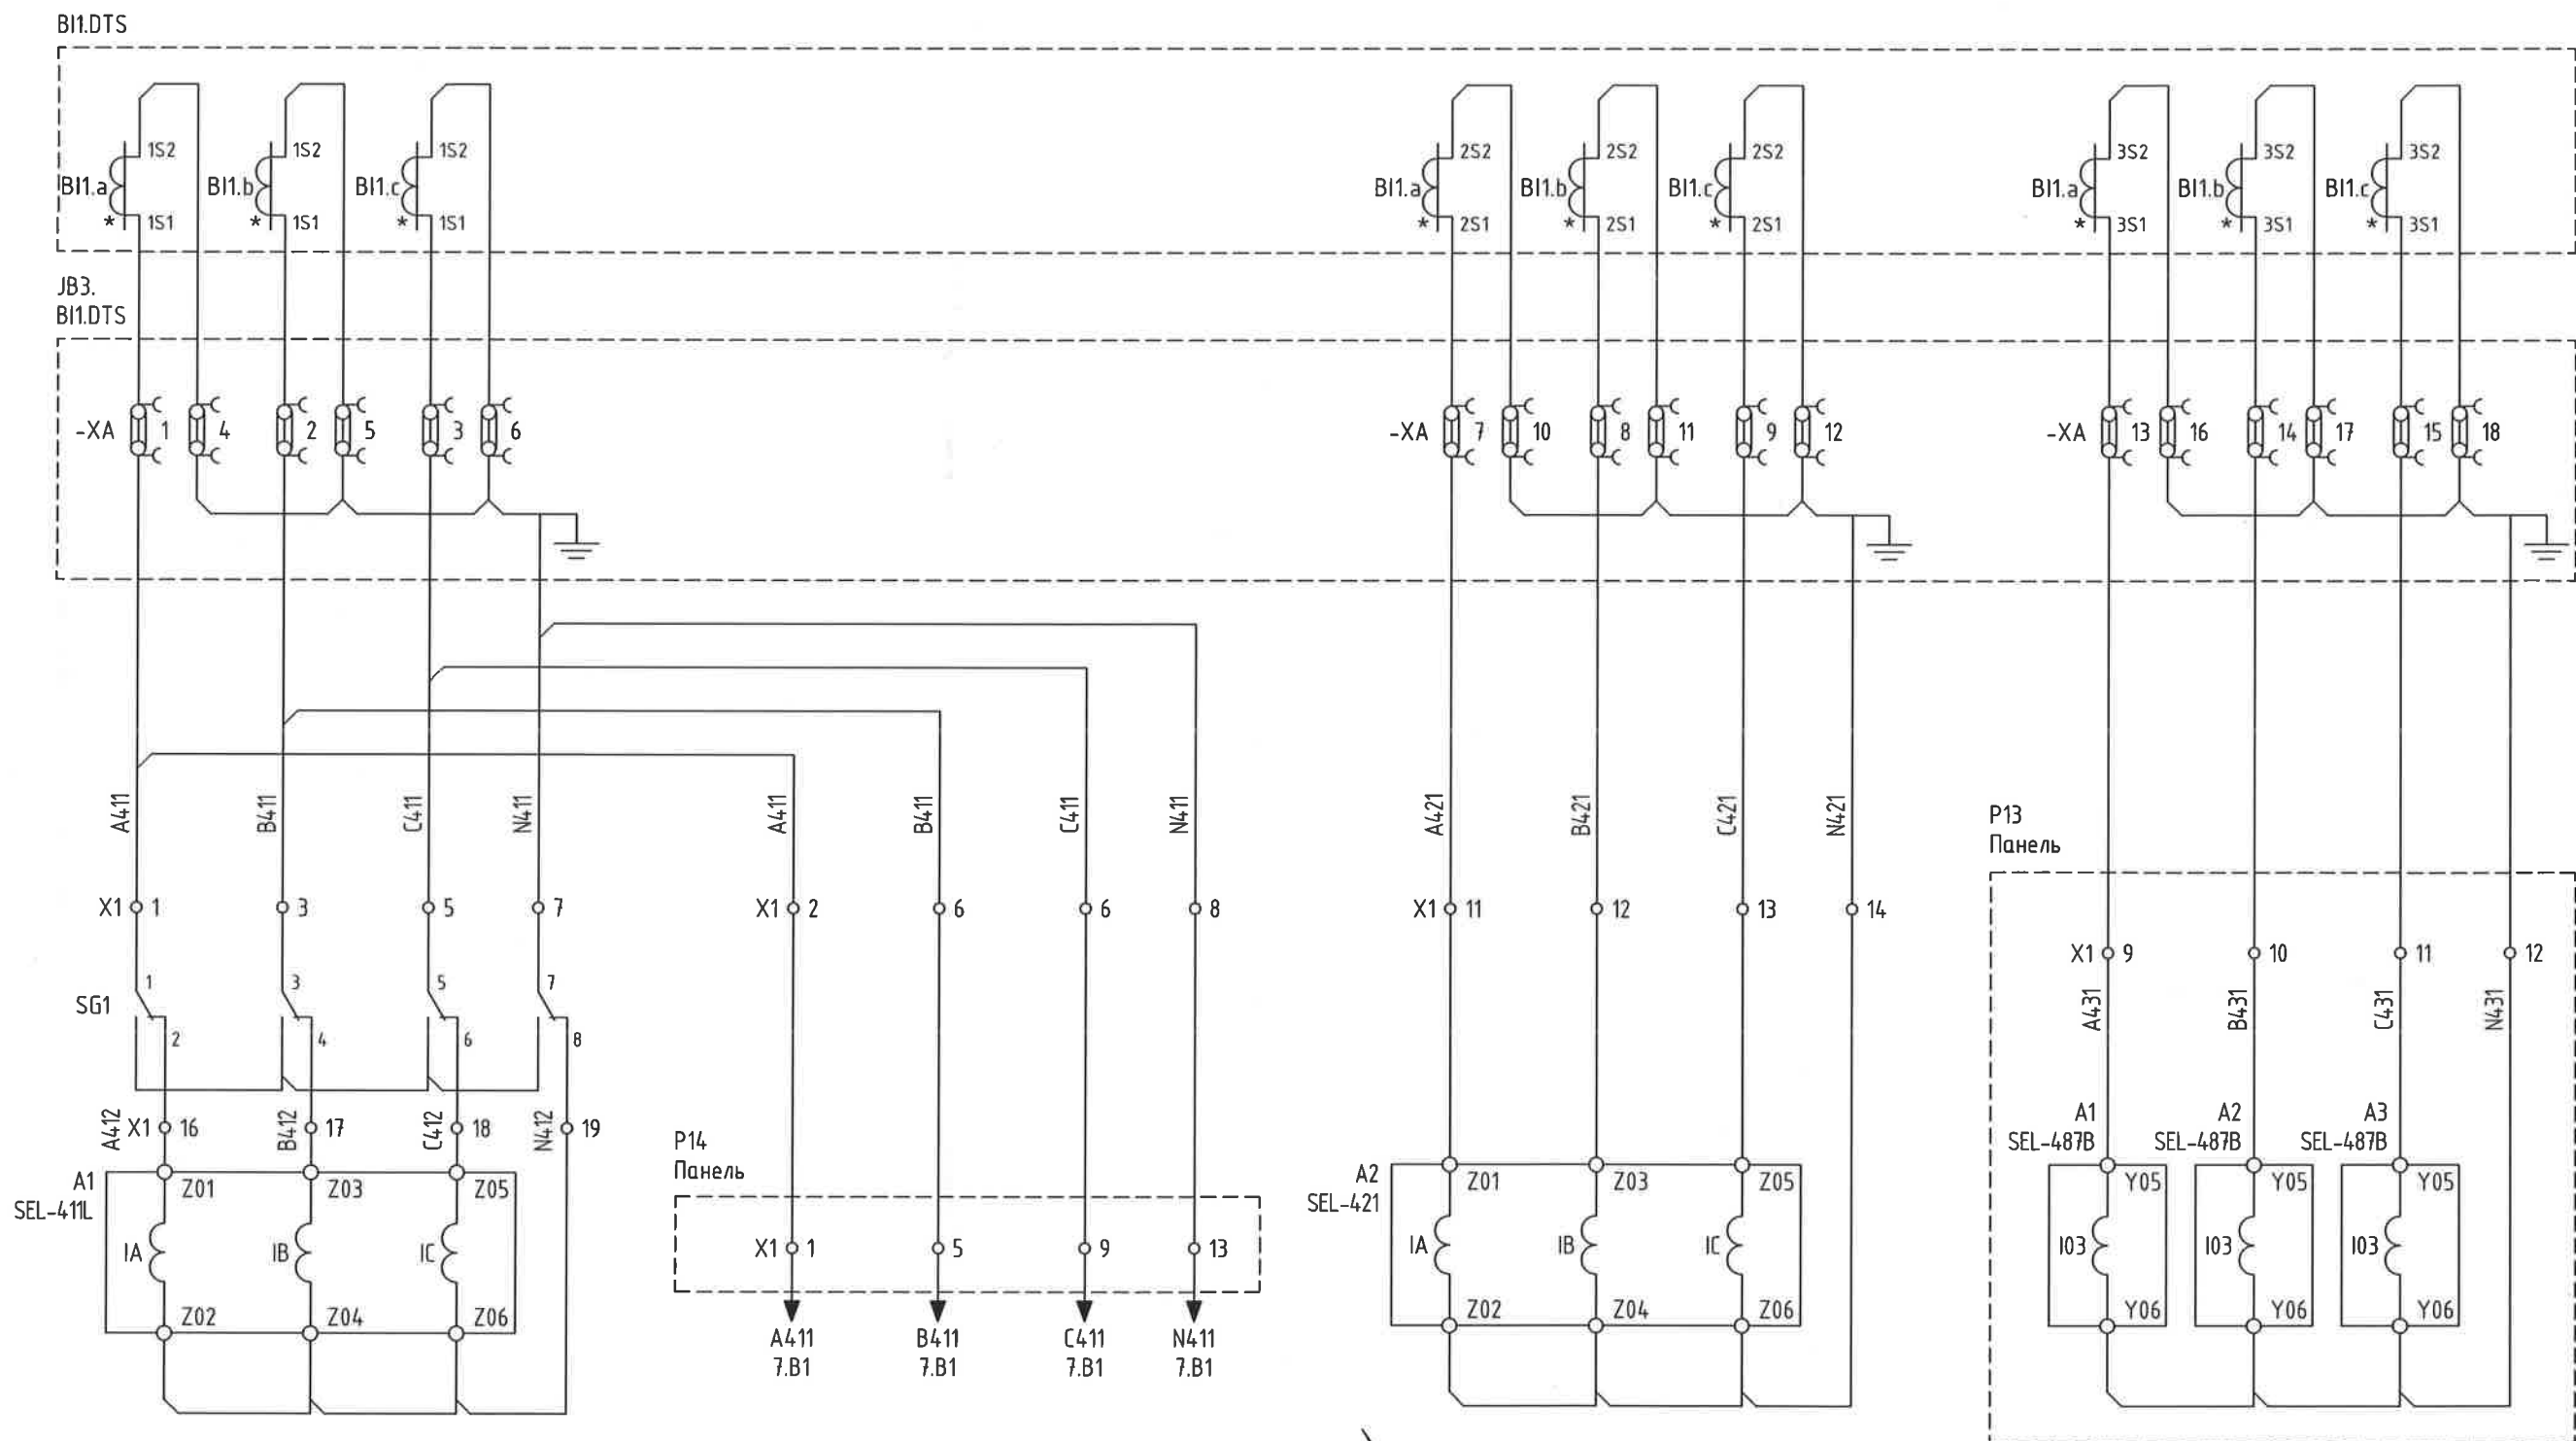 BI1.DTS
1S2 1S2 1S2 2S2 2S2 2S2 3S2 3S2 3S2
BI1.a BI1.b BI1.c BI1.a BI1.b BI1.c BI1.a BI1.b BI1.c
* 1S1 * 1S1 * 1S1 * 2S1 * 2S1 * 2S1 * 3S1 * 3S1 * 3S1
JB3.
BI1.DTS
-XA 1 4 2 5 3 6 -XA 7 10 8 11 9 12 -XA 13 16 14 17 15 18
A411 B411 C411 N411 A411 B411 C411 N411 A421 B421 C421 N421
P13
Панель
X1 1 3 5 7 X1 2 6 6 8 X1 11 12 13 14
X1 9 10 11 12
1 3 5 7
SG1
A431 B431 C431 N431
2 4 6 8
A412 X1 16 B412 17 C412 18 N412 19
A1 A2 A3
SEL-487B SEL-487B SEL-487B
P14
Панель
A1
SEL-411L
Z01 Z03 Z05
A2
SEL-421
Z01 Z03 Z05
Y05 Y05 Y05
IA IB IC
X1 1 5 9 13
IA IB IC
I03 I03 I03
Z02 Z04 Z06
Z02 Z04 Z06
Y06 Y06 Y06
A411 B411 C411 N411
7.B1 7.B1 7.B1 7.B1